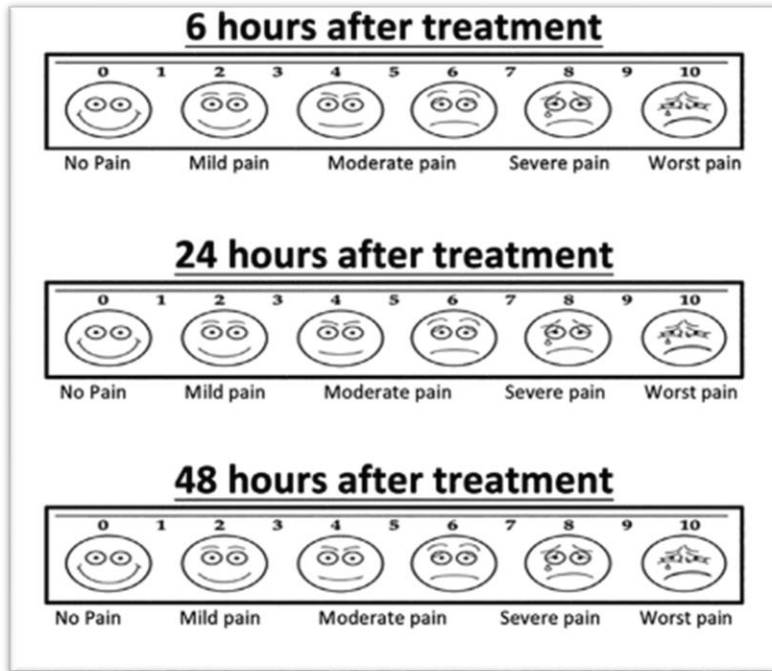 6 hours after treatment
0 1 2 3 4 5 6 7 8 9 10
No Pain Mild pain Moderate pain Severe pain Worst pain
24 hours after treatment
0 1 2 3 4 5 6 7 8 9 10
No Pain Mild pain Moderate pain Severe pain Worst pain
48 hours after treatment
0 1 2 3 4 5 6 7 8 9 10
No Pain Mild pain Moderate pain Severe pain Worst pain